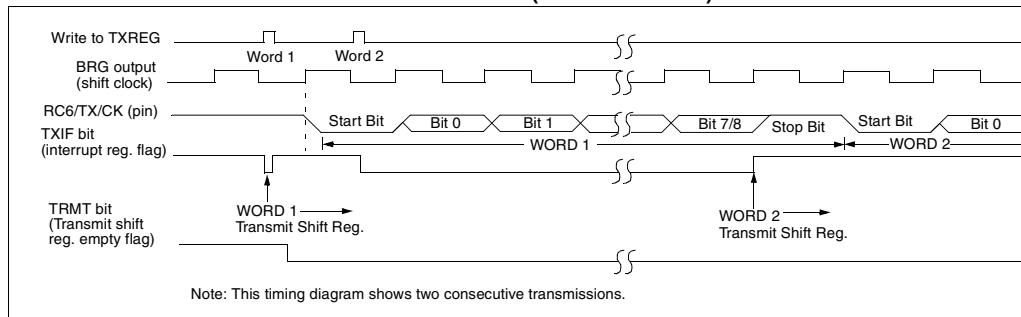 Write to TXREG
Word 1
Word 2
BRG output
(shift clock)
RC6/TX/CK (pin)
Start Bit
Bit 0
Bit 1
Bit 7/8
Stop Bit
Start Bit
Bit 0
TXIF bit
(interrupt reg. flag)
WORD 1
WORD 2
TRMT bit
(Transmit shift
reg. empty flag)
WORD 1
Transmit Shift Reg.
WORD 2
Transmit Shift Reg.
Note: This timing diagram shows two consecutive transmissions.